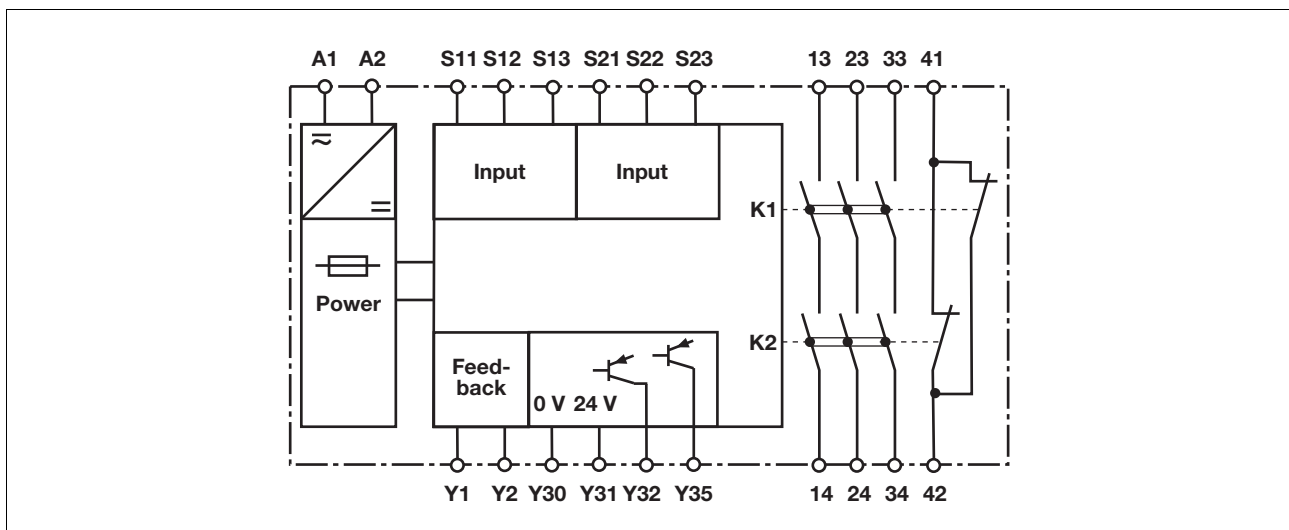 A1 A2 S11 S12 S13 S21 S22 S23 13 23 33 41
Input Input
K1
Power
K2
Feed-
back
0 V 24 V
Y1 Y2 Y30 Y31 Y32 Y35 14 24 34 42